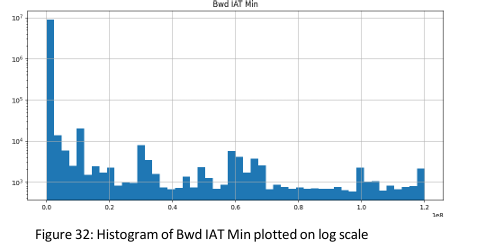 Bwd IAT Min
10⁷
10⁶
10⁵
10⁴
10³
0.0 0.2 0.4 0.6 0.8 1.0 1.2
1e8
Figure 32: Histogram of Bwd IAT Min plotted on log scale